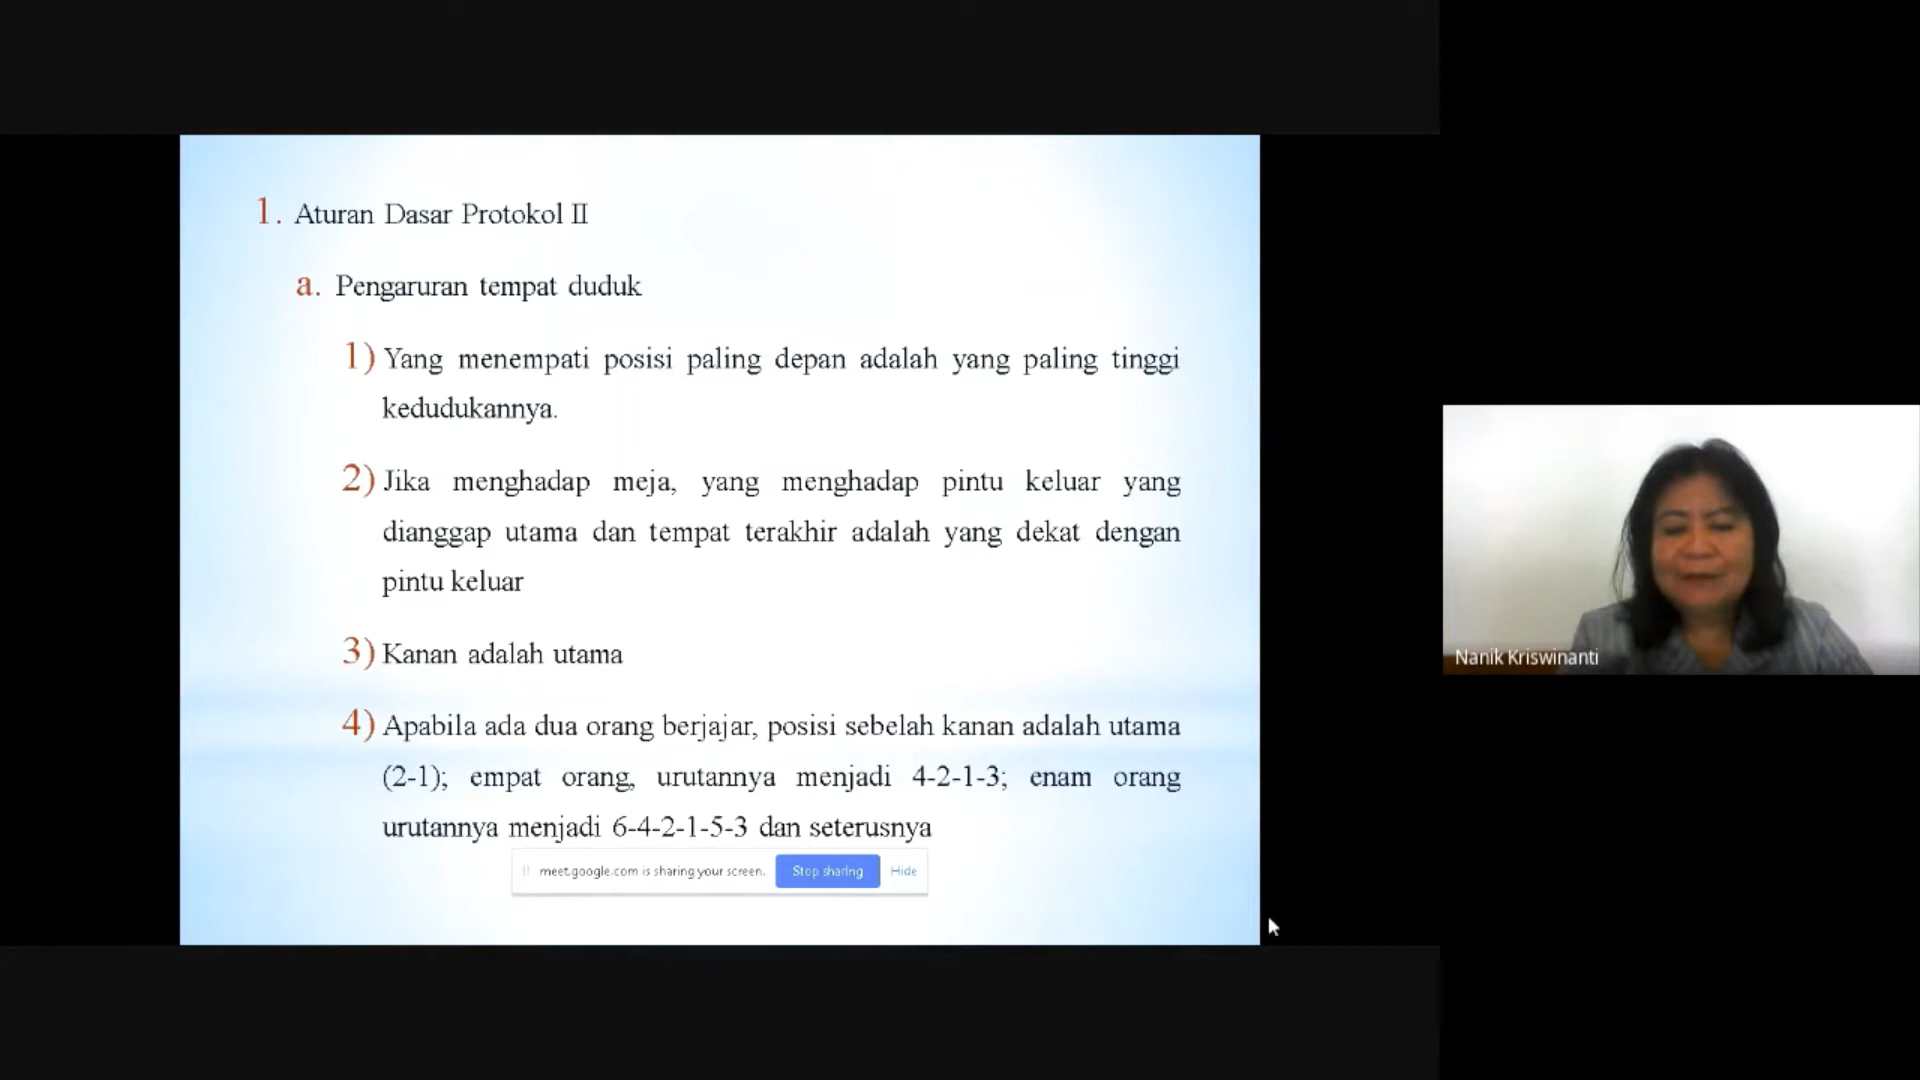 1. Aturan Dasar Protokol II
a. Pengaruran tempat duduk
1) Yang menempati posisi paling depan adalah yang paling tinggi
kedudukannya.
2) Jika menghadap meja, yang menghadap pintu keluar yang
dianggap utama dan tempat terakhir adalah yang dekat dengan
pintu keluar
3) Kanan adalah utama
4) Apabila ada dua orang berjajar, posisi sebelah kanan adalah utama
(2-1); empat orang, urutannya menjadi 4-2-1-3; enam orang
urutannya menjadi 6-4-2-1-5-3 dan seterusnya
meet.google.com is sharing your screen. Stop sharing Hide
Nanik Kriswinanti